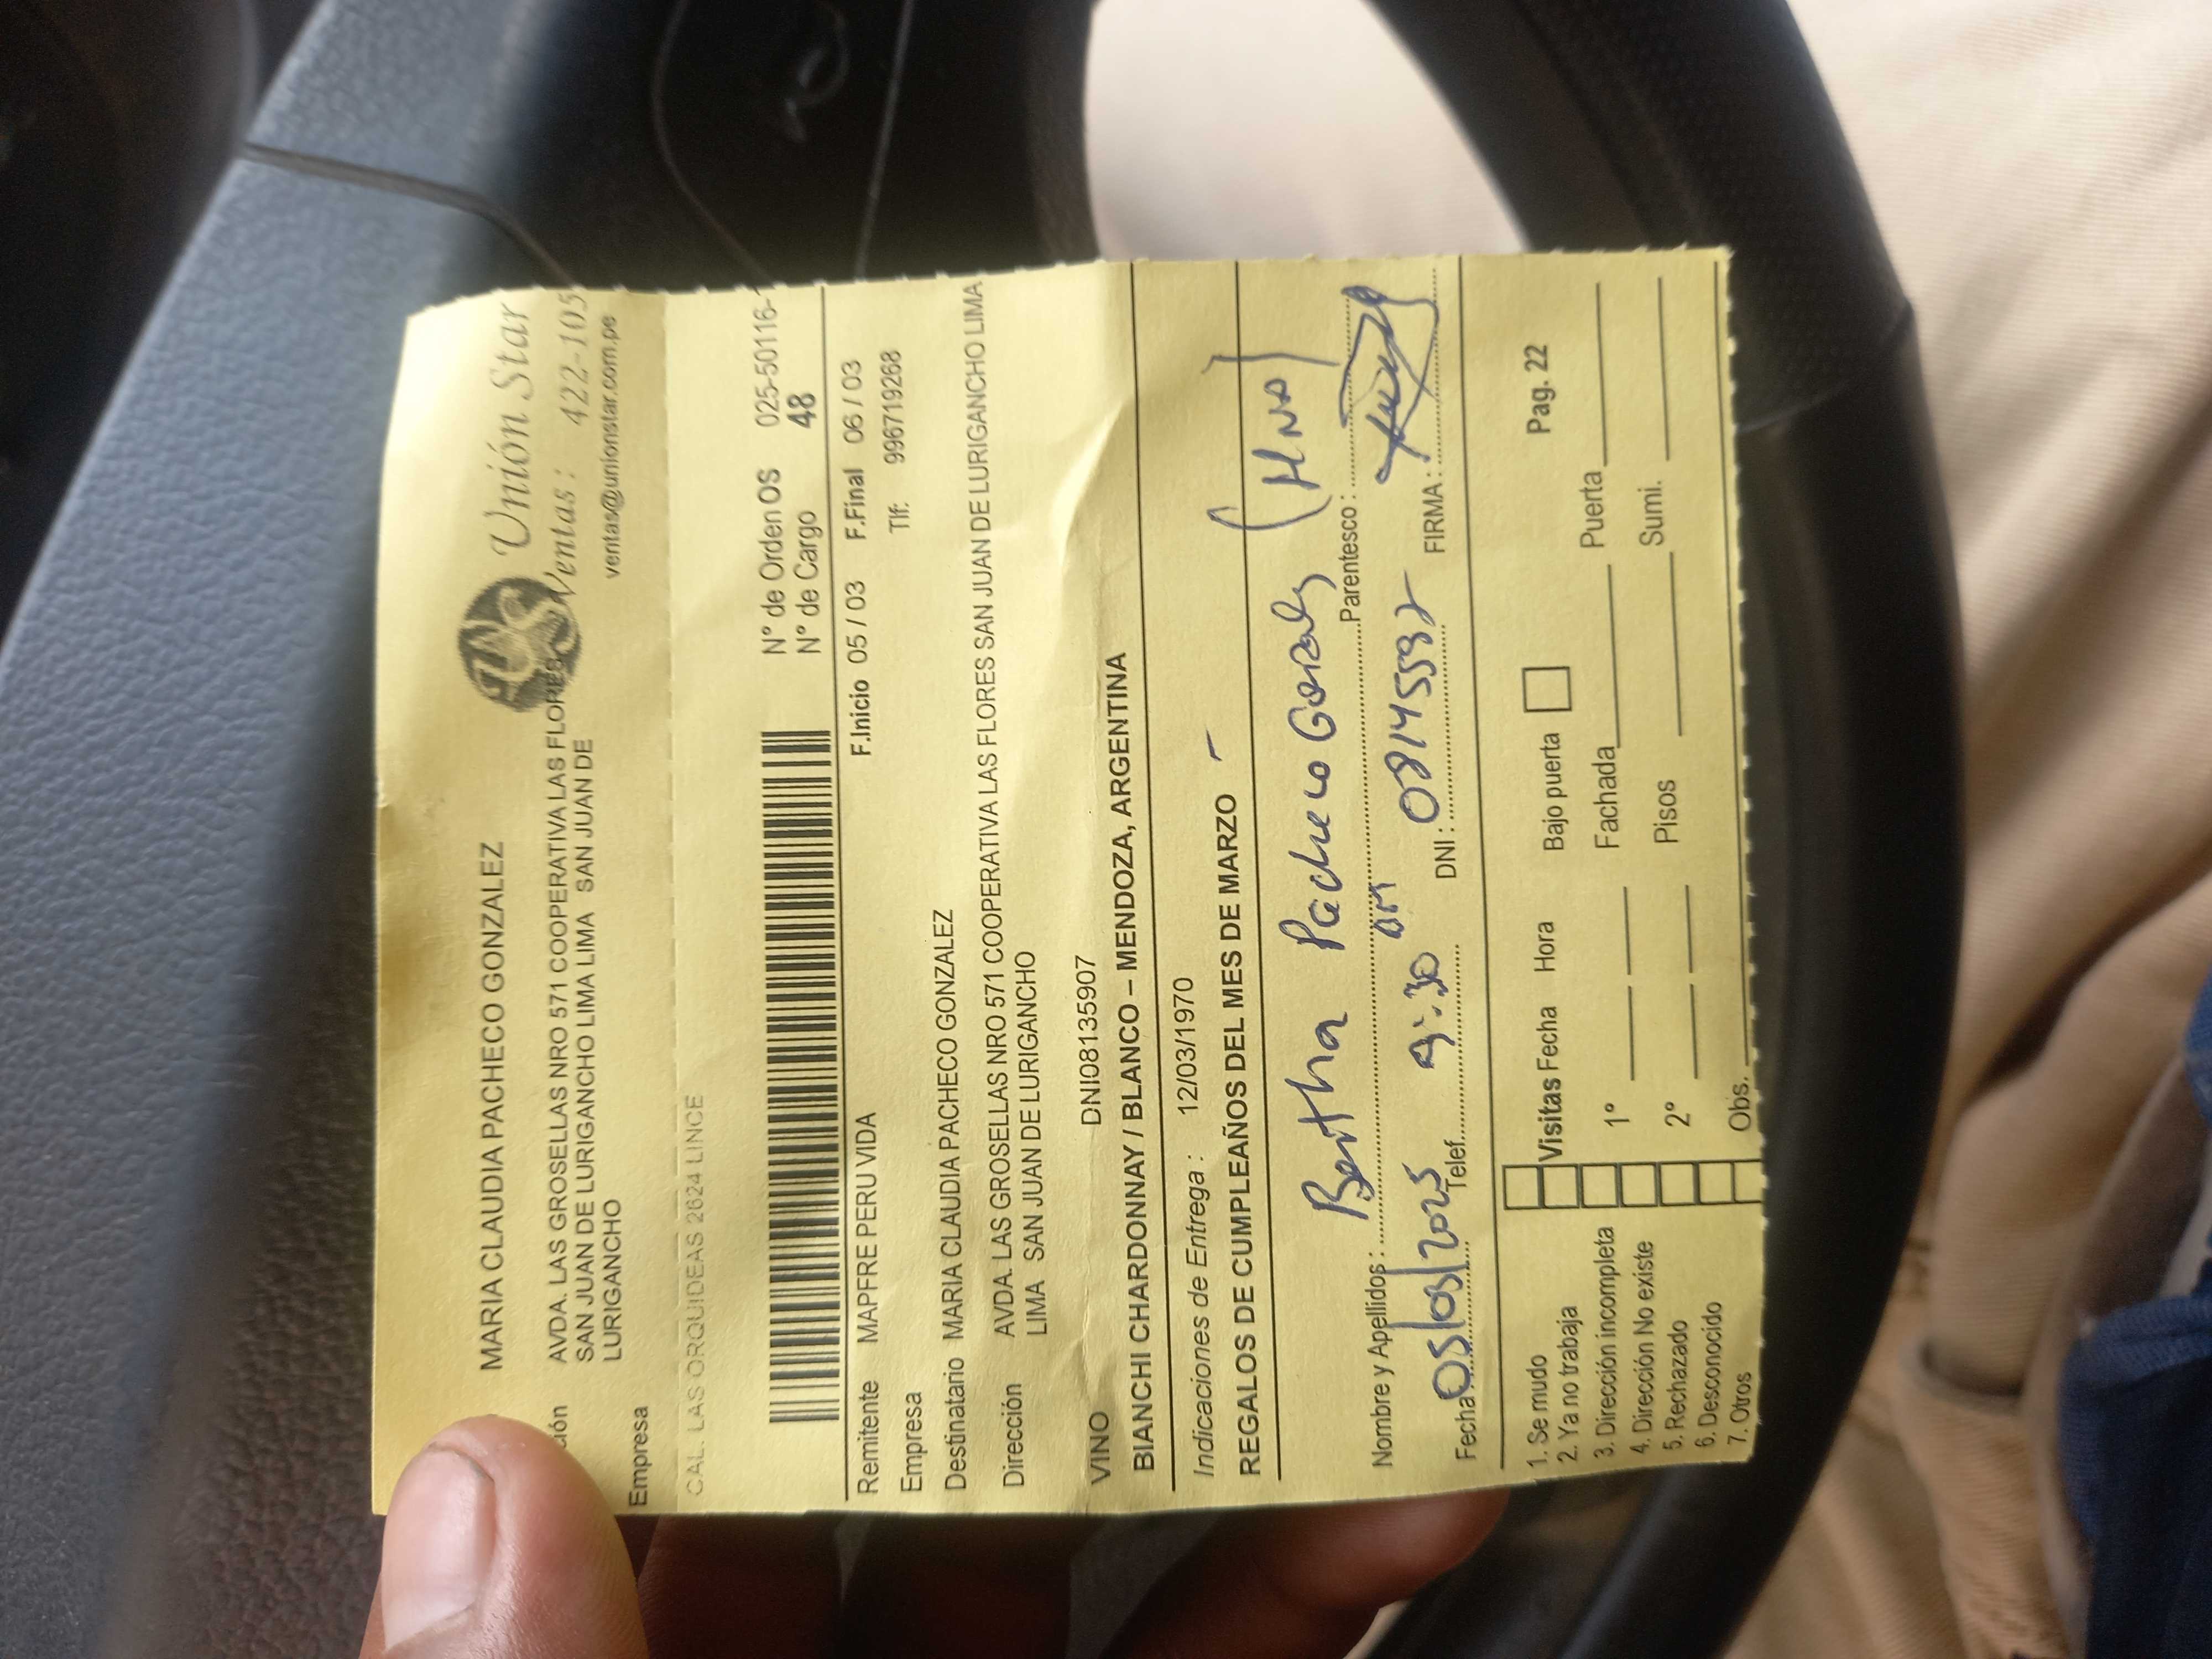 Unión Star
Ventas : 422-105
ventas@unionstar.com.pe
MARIA CLAUDIA PACHECO GONZALEZ
ión AVDA. LAS GROSELLAS NRO 571 COOPERATIVA LAS FLORES
SAN JUAN DE LURIGANCHO LIMA LIMA SAN JUAN DE
LURIGANCHO
Empresa
CAL. LAS ORQUIDEAS 2624 LINCE
N° de Orden OS 025-50116-
N° de Cargo 48
Remitente MAPFRE PERU VIDA F.Inicio 05 / 03 F.Final 06 / 03
Empresa Tlf: 996719268
Destinatario MARIA CLAUDIA PACHECO GONZALEZ
Dirección AVDA. LAS GROSELLAS NRO 571 COOPERATIVA LAS FLORES SAN JUAN DE LURIGANCHO LIMA
LIMA SAN JUAN DE LURIGANCHO
DNI08135907
VINO
BIANCHI CHARDONNAY / BLANCO – MENDOZA, ARGENTINA
Indicaciones de Entrega : 12/03/1970
REGALOS DE CUMPLEAÑOS DEL MES DE MARZO
Nombre y Apellidos : Bertha Pacheco Gonzales Parentesco : (HNA)
Fecha 05/03/2025 Telef. 9:30 am DNI : 08145592 FIRMA :
1. Se mudo
2. Ya no trabaja
3. Dirección incompleta
4. Dirección No existe
5. Rechazado
6. Desconocido
7. Otros
Visitas Fecha Hora Bajo puerta Pag. 22
1º Fachada Puerta
2º Pisos Sumi.
Obs.